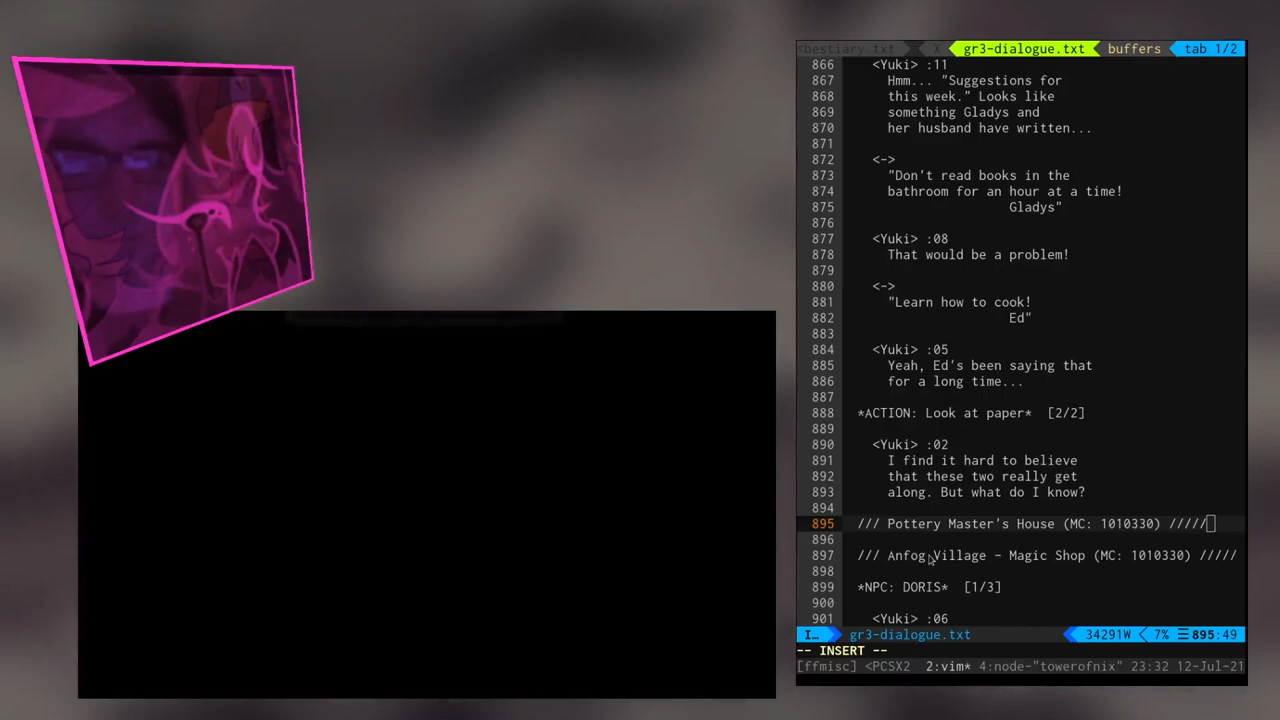 <bestiary.txt X gr3-dialogue.txt buffers tab 1/2
866 <Yuki> :11
867 Hmm... "Suggestions for
868 this week." Looks like
869 something Gladys and
870 her husband have written...
871
872 <->
873 "Don't read books in the
874 bathroom for an hour at a time!
875 Gladys"
876
877 <Yuki> :08
878 That would be a problem!
879
880 <->
881 "Learn how to cook!
882 Ed"
883
884 <Yuki> :05
885 Yeah, Ed's been saying that
886 for a long time...
887
888 *ACTION: Look at paper* [2/2]
889
890 <Yuki> :02
891 I find it hard to believe
892 that these two really get
893 along. But what do I know?
894
895 /// Pottery Master's House (MC: 1010330) /////
896
897 /// Anfog Village - Magic Shop (MC: 1010330) /////
898
899 *NPC: DORIS* [1/3]
900
901 <Yuki> :06
I… gr3-dialogue.txt 34291W 7% ☰895:49
-- INSERT --
[ffmisc] <PCSX2 2:vim* 4:node-"towerofnix" 23:32 12-Jul-21